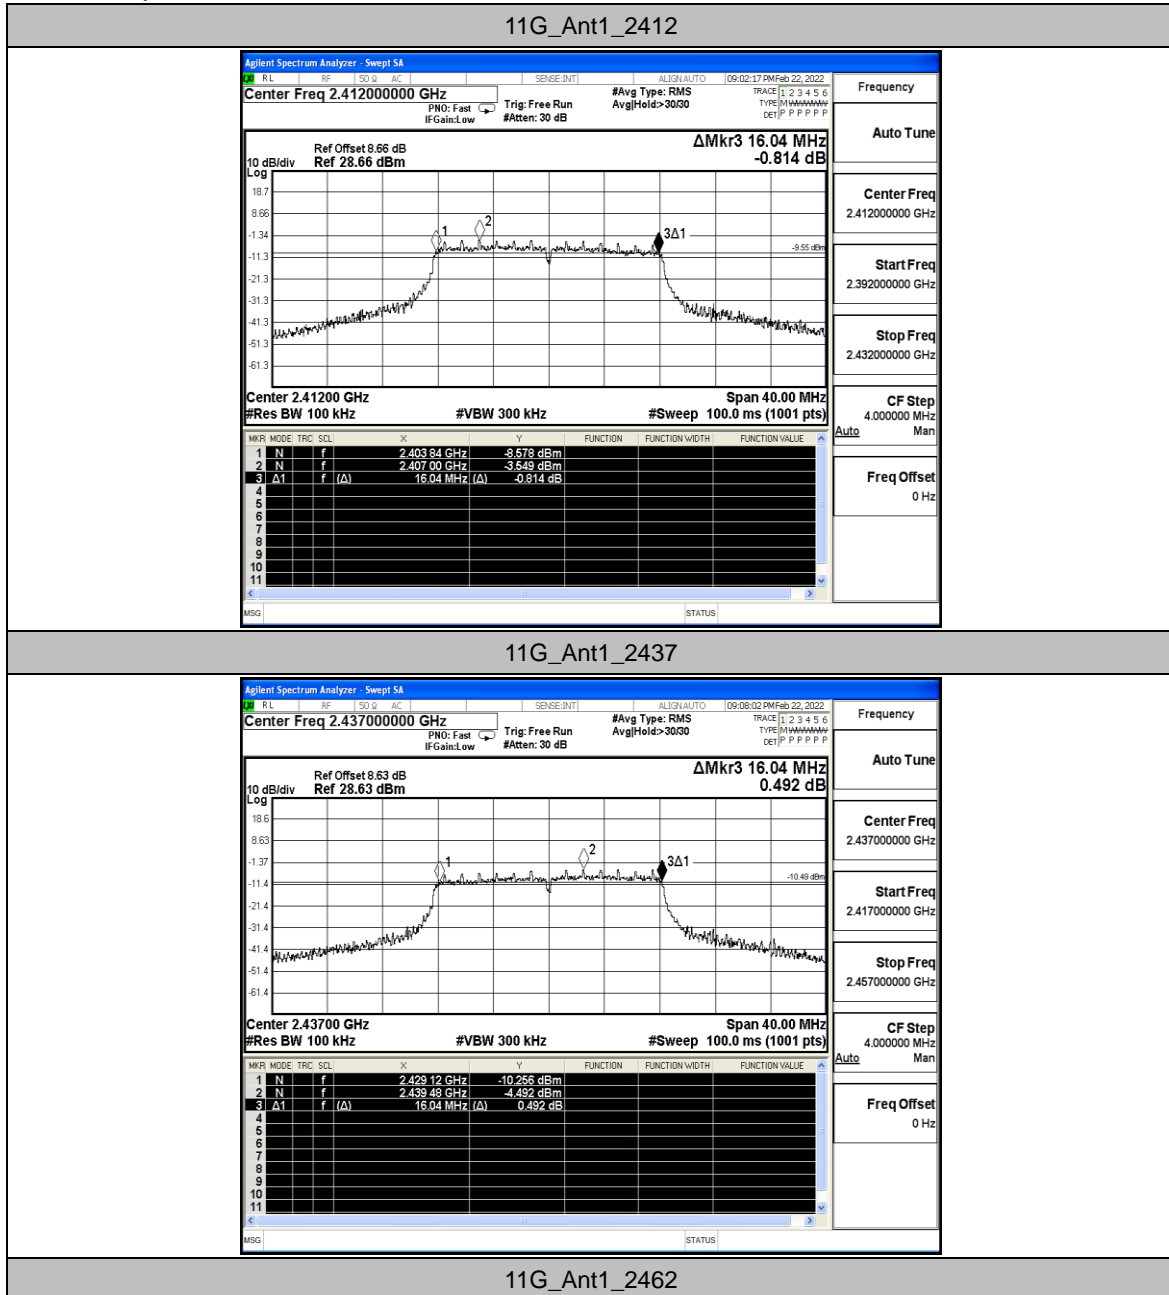 11G_Ant1_2412
Agilent Spectrum Analyzer - Swept SA
RL RF 50 Ω AC SENSE:INT ALIGNAUTO 09:02:17 PM Feb 22, 2022
Center Freq 2.412000000 GHz #Avg Type: RMS TRACE 1 2 3 4 5 6
PNO: Fast Trig: Free Run Avg|Hold:>30/30 TYPE MWWWWW
IFGain:Low #Atten: 30 dB DET P P P P P P
Frequency
Auto Tune
Ref Offset 8.66 dB ΔMkr3 16.04 MHz
10 dB/div Ref 28.66 dBm -0.814 dB
Log
18.7
8.66
-1.34
-11.3
-21.3
-31.3
-41.3
-51.3
-61.3
1
2
3Δ1
-9.55 dBm
Center 2.41200 GHz Span 40.00 MHz
#Res BW 100 kHz #VBW 300 kHz #Sweep 100.0 ms (1001 pts)
MKR MODE TRC SCL X Y FUNCTION FUNCTION WIDTH FUNCTION VALUE
1 N f 2.403 84 GHz -8.578 dBm
2 N f 2.407 00 GHz -3.549 dBm
3 Δ1 f (Δ) 16.04 MHz (Δ) -0.814 dB
4
5
6
7
8
9
10
11
MSG STATUS
Center Freq
2.412000000 GHz
Start Freq
2.392000000 GHz
Stop Freq
2.432000000 GHz
CF Step
4.000000 MHz
Auto Man
Freq Offset
0 Hz
11G_Ant1_2437
Agilent Spectrum Analyzer - Swept SA
RL RF 50 Ω AC SENSE:INT ALIGNAUTO 09:08:02 PM Feb 22, 2022
Center Freq 2.437000000 GHz #Avg Type: RMS TRACE 1 2 3 4 5 6
PNO: Fast Trig: Free Run Avg|Hold:>30/30 TYPE MWWWWW
IFGain:Low #Atten: 30 dB DET P P P P P P
Frequency
Auto Tune
Ref Offset 8.63 dB ΔMkr3 16.04 MHz
10 dB/div Ref 28.63 dBm 0.492 dB
Log
18.6
8.63
-1.37
-11.4
-21.4
-31.4
-41.4
-51.4
-61.4
1
2
3Δ1
-10.49 dBm
Center 2.43700 GHz Span 40.00 MHz
#Res BW 100 kHz #VBW 300 kHz #Sweep 100.0 ms (1001 pts)
MKR MODE TRC SCL X Y FUNCTION FUNCTION WIDTH FUNCTION VALUE
1 N f 2.429 12 GHz -10.256 dBm
2 N f 2.439 48 GHz -4.492 dBm
3 Δ1 f (Δ) 16.04 MHz (Δ) 0.492 dB
4
5
6
7
8
9
10
11
MSG STATUS
Center Freq
2.437000000 GHz
Start Freq
2.417000000 GHz
Stop Freq
2.457000000 GHz
CF Step
4.000000 MHz
Auto Man
Freq Offset
0 Hz
11G_Ant1_2462